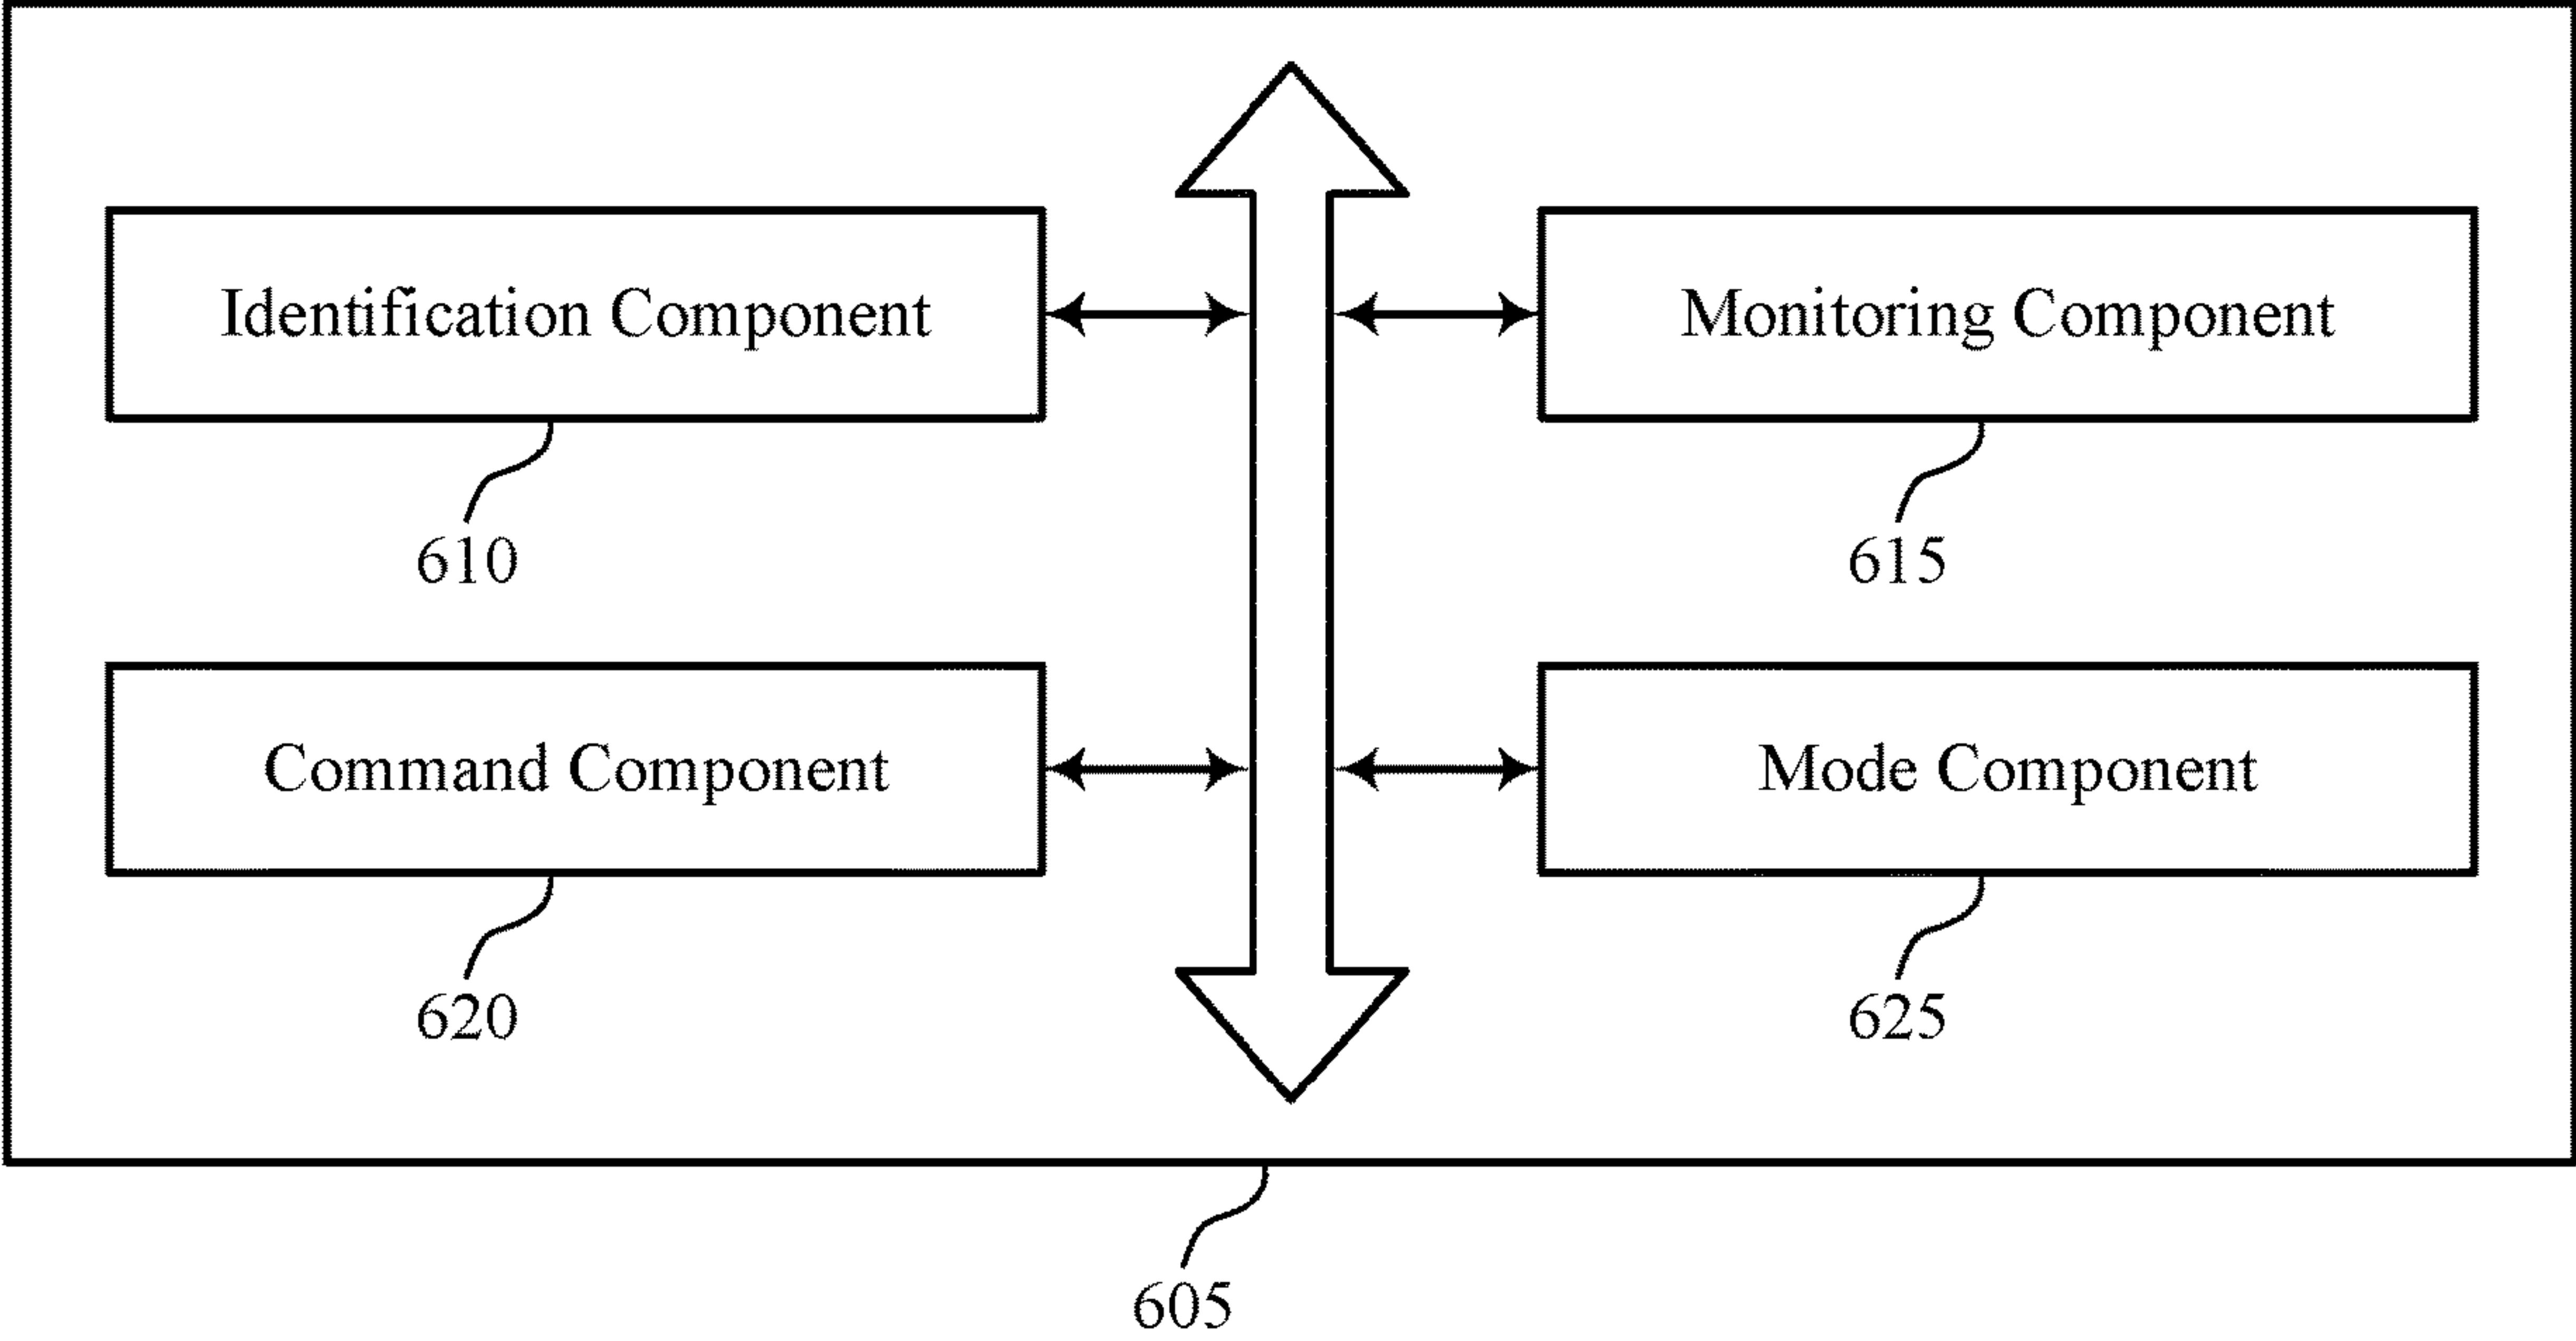 Identification Component
Monitoring Component
610
615
Command Component
Mode Component
620
625
605